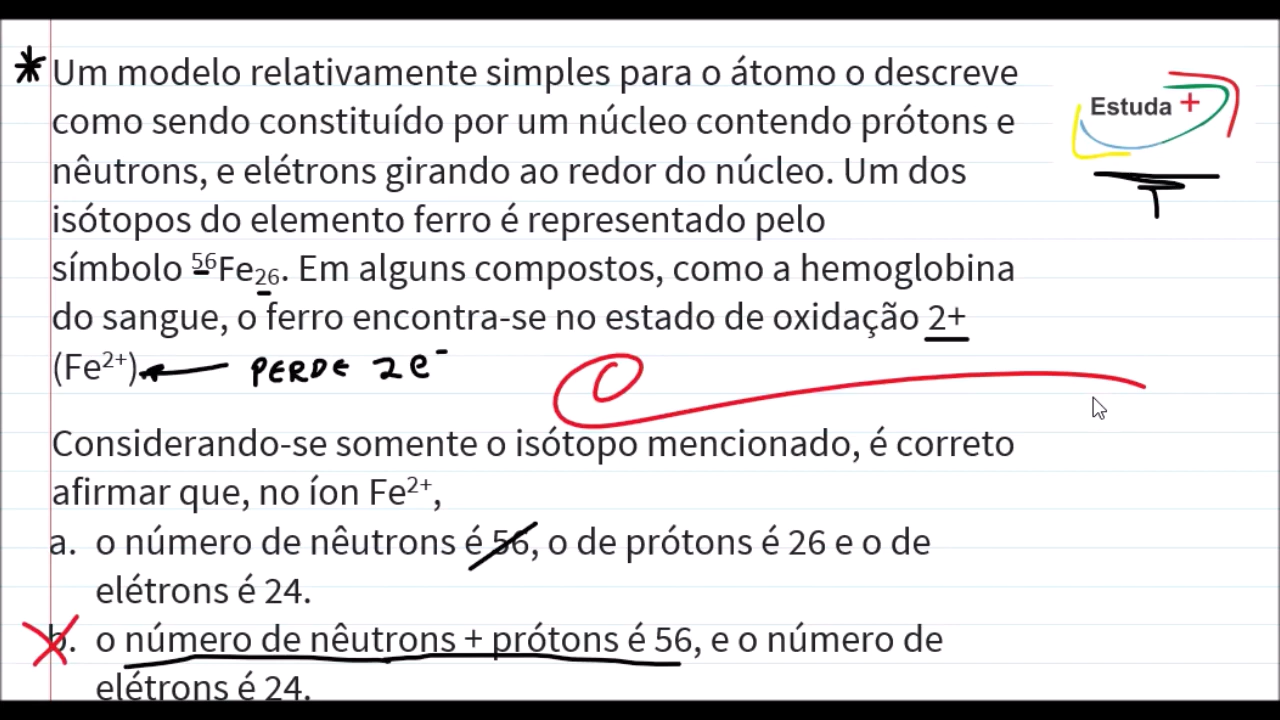 * Um modelo relativamente simples para o átomo o descreve
como sendo constituído por um núcleo contendo prótons e
nêutrons, e elétrons girando ao redor do núcleo. Um dos
isótopos do elemento ferro é representado pelo
símbolo ⁵⁶Fe₂₆. Em alguns compostos, como a hemoglobina
do sangue, o ferro encontra-se no estado de oxidação 2+
(Fe²⁺) PERDE 2e⁻
Considerando-se somente o isótopo mencionado, é correto
afirmar que, no íon Fe²⁺,
a. o número de nêutrons é 56, o de prótons é 26 e o de
elétrons é 24.
b. o número de nêutrons + prótons é 56, e o número de
elétrons é 24.
Estuda +